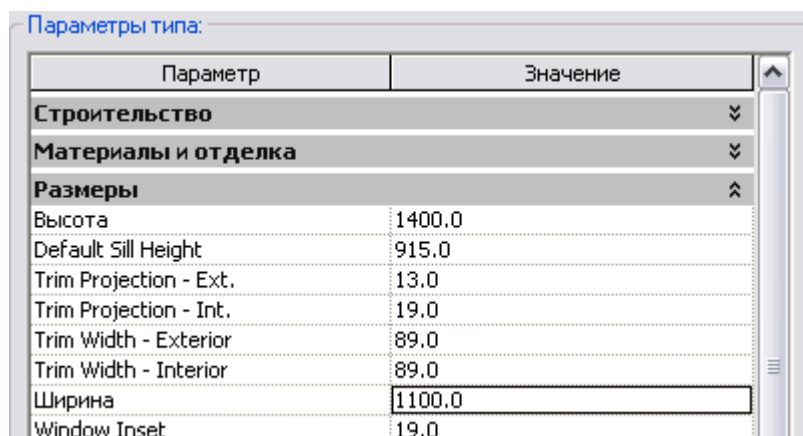 Параметры типа:
Параметр Значение
Строительство
Материалы и отделка
Размеры
Высота 1400.0
Default Sill Height 915.0
Trim Projection - Ext. 13.0
Trim Projection - Int. 19.0
Trim Width - Exterior 89.0
Trim Width - Interior 89.0
Ширина 1100.0
Window Inset 19.0